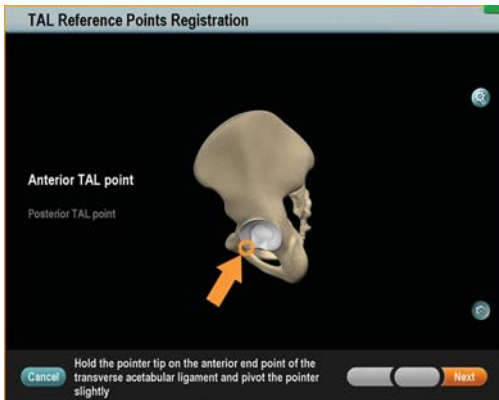 TAL Reference Points Registration
Anterior TAL point
Posterior TAL point
Cancel
Hold the pointer tip on the anterior end point of the
transverse acetabular ligament and pivot the pointer
slightly
Next